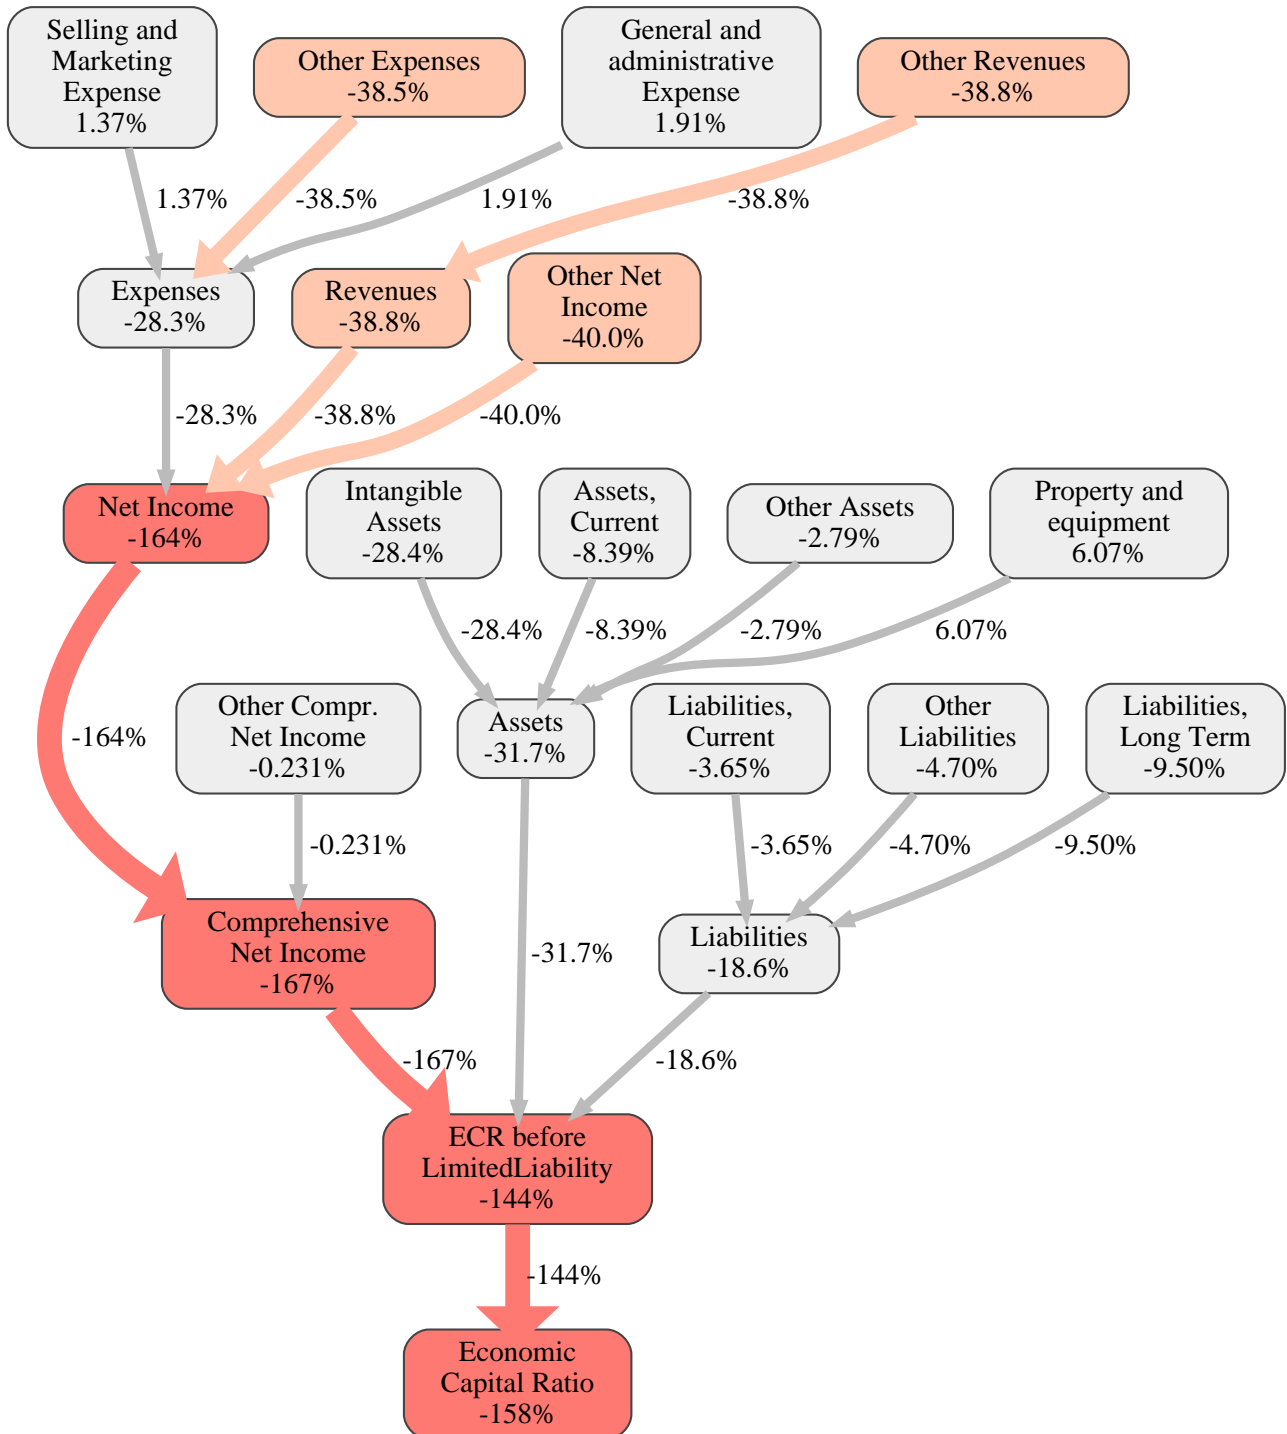 Selling and
Marketing
Expense
1.37%
Other Expenses
-38.5%
General and
administrative
Expense
1.91%
Other Revenues
-38.8%
1.37%
-38.5%
1.91%
-38.8%
Expenses
-28.3%
Revenues
-38.8%
Other Net
Income
-40.0%
-28.3%
-38.8%
-40.0%
Net Income
-164%
Intangible
Assets
-28.4%
Assets,
Current
-8.39%
Other Assets
-2.79%
Property and
equipment
6.07%
-28.4%
-8.39%
-2.79%
6.07%
-164%
Other Compr.
Net Income
-0.231%
Assets
-31.7%
Liabilities,
Current
-3.65%
Other
Liabilities
-4.70%
Liabilities,
Long Term
-9.50%
-0.231%
-3.65%
-4.70%
-9.50%
Comprehensive
Net Income
-167%
-31.7%
Liabilities
-18.6%
-167%
-18.6%
ECR before
LimitedLiability
-144%
-144%
Economic
Capital Ratio
-158%